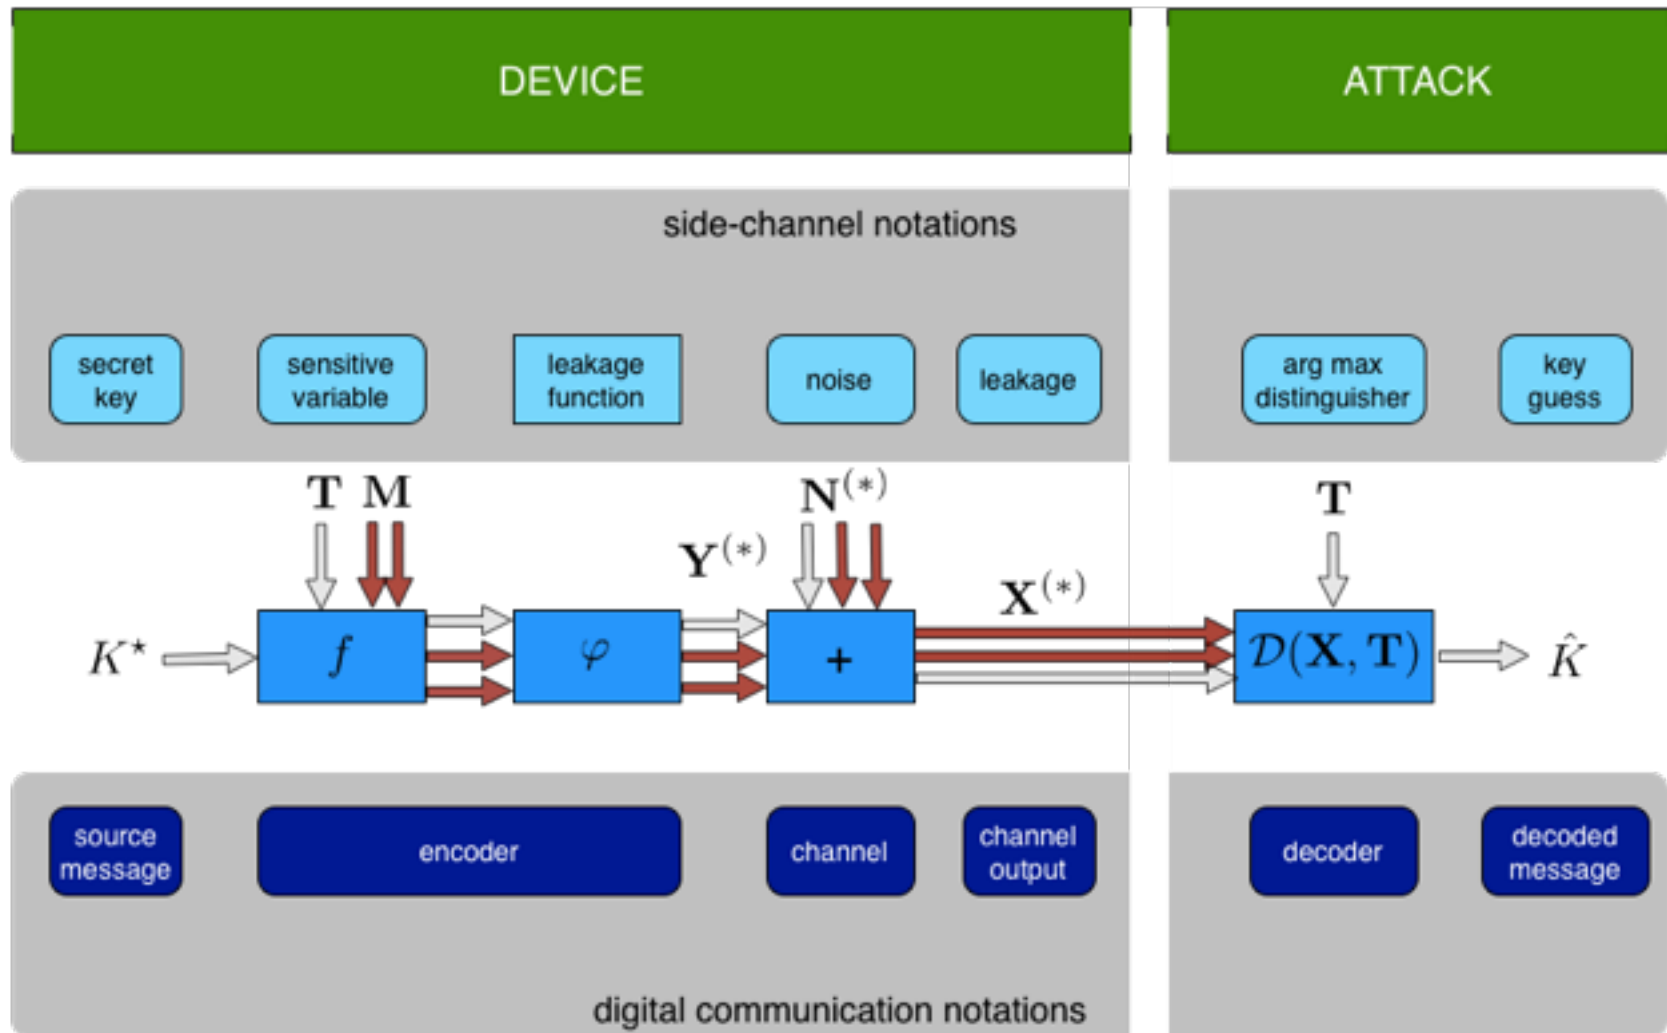 DEVICE
ATTACK
side-channel notations
secret
key
sensitive
variable
leakage
function
noise
leakage
arg max
distinguisher
key
guess
T M
N^(*)
T
Y^(*)
X^(*)
K^⋆
f
φ
+
𝒟(X, T)
K̂
source
message
encoder
channel
channel
output
decoder
decoded
message
digital communication notations